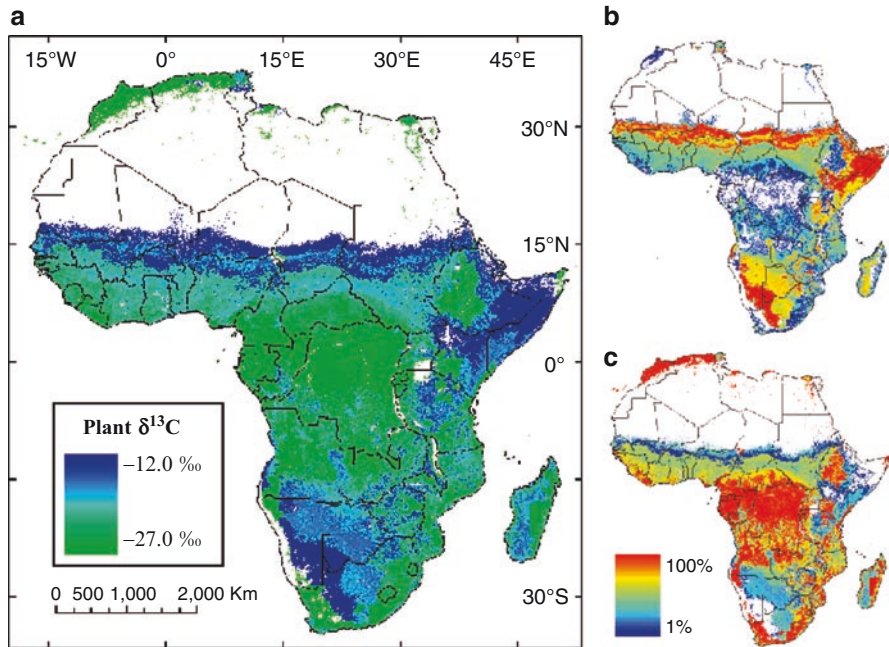 a
15°W 0° 15°E 30°E 45°E
30°N
15°N
0°
30°S
Plant δ¹³C
−12.0 ‰
−27.0 ‰
0 500 1,000 2,000 Km
b
c
100%
1%